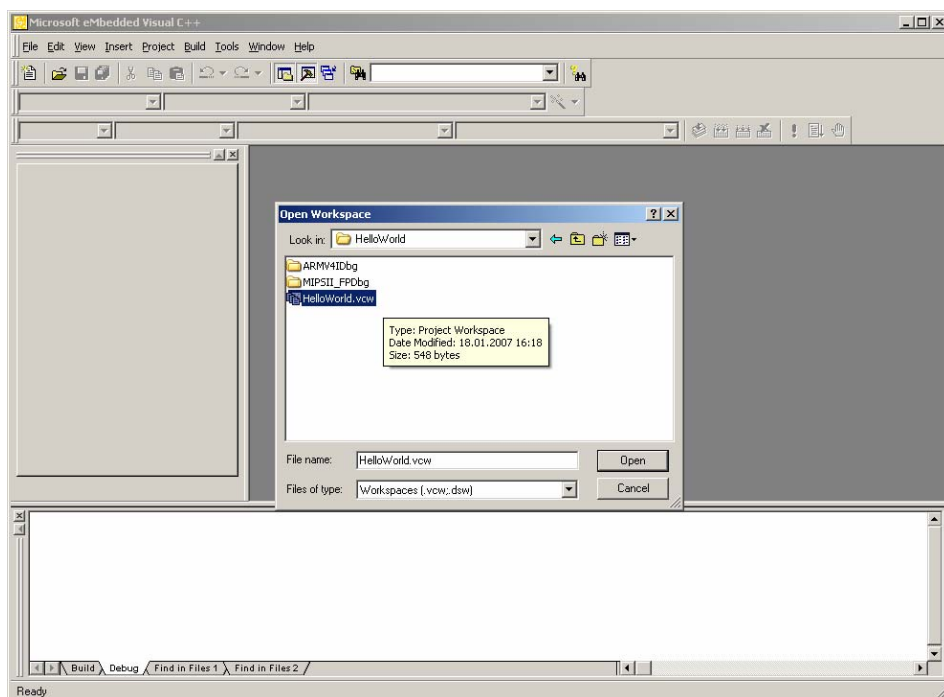 Microsoft eMbedded Visual C++
File Edit View Insert Project Build Tools Window Help
Open Workspace
Look in: HelloWorld
ARMV4IDbg
MIPSII_FPDbg
HelloWorld.vcw
Type: Project Workspace
Date Modified: 18.01.2007 16:18
Size: 548 bytes
File name: HelloWorld.vcw Open
Files of type: Workspaces (.vcw;.dsw) Cancel
Build Debug Find in Files 1 Find in Files 2
Ready